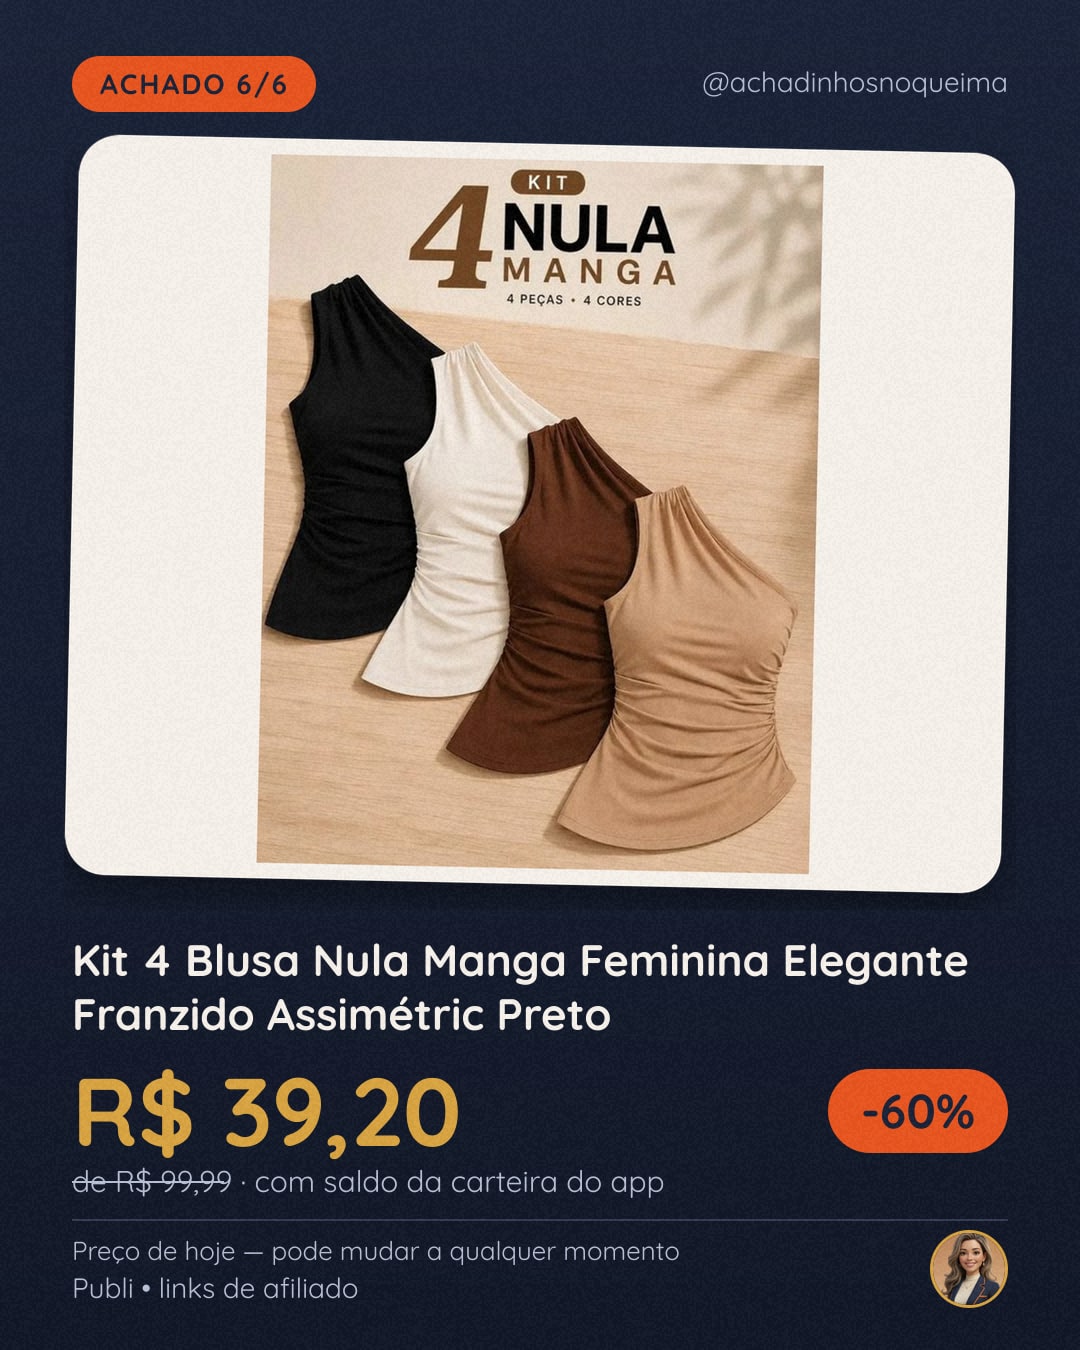 ACHADO 6/6
@achadinhosnoqueima
KIT
4 NULA
MANGA
4 PEÇAS • 4 CORES
Kit 4 Blusa Nula Manga Feminina Elegante
Franzido Assimétric Preto
R$ 39,20
-60%
de R$ 99,99 · com saldo da carteira do app
Preço de hoje — pode mudar a qualquer momento
Publi • links de afiliado